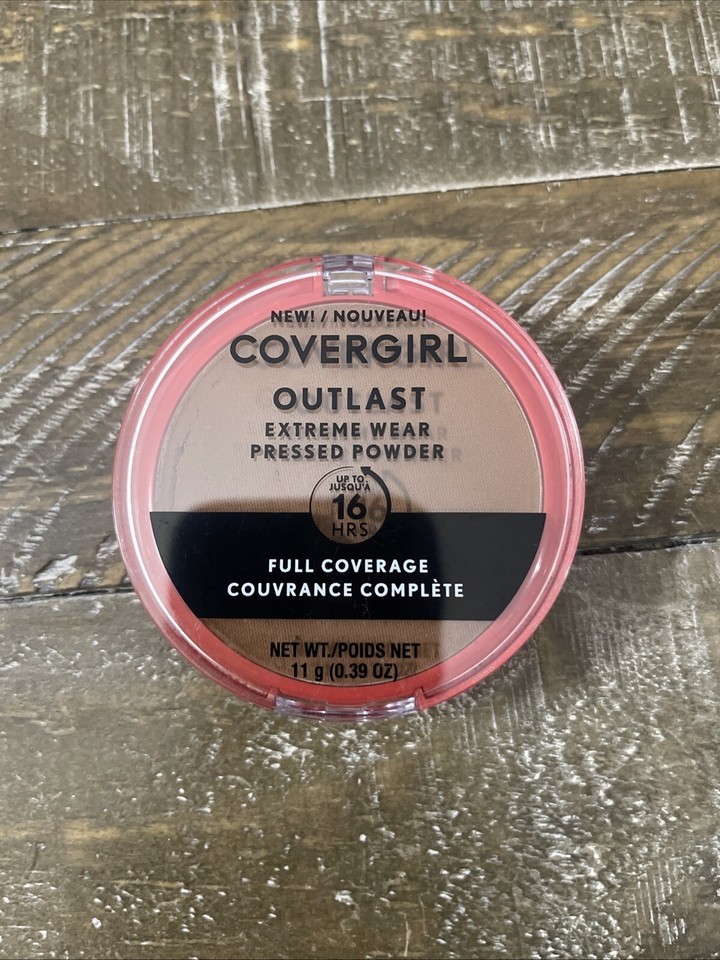 NEW! / NOUVEAU!
COVERGIRL
OUTLAST
EXTREME WEAR
PRESSED POWDER
UP TO
JUSQU'À
16
HRS
FULL COVERAGE
COUVRANCE COMPLÈTE
NET WT./POIDS NET
11 g (0.39 OZ)